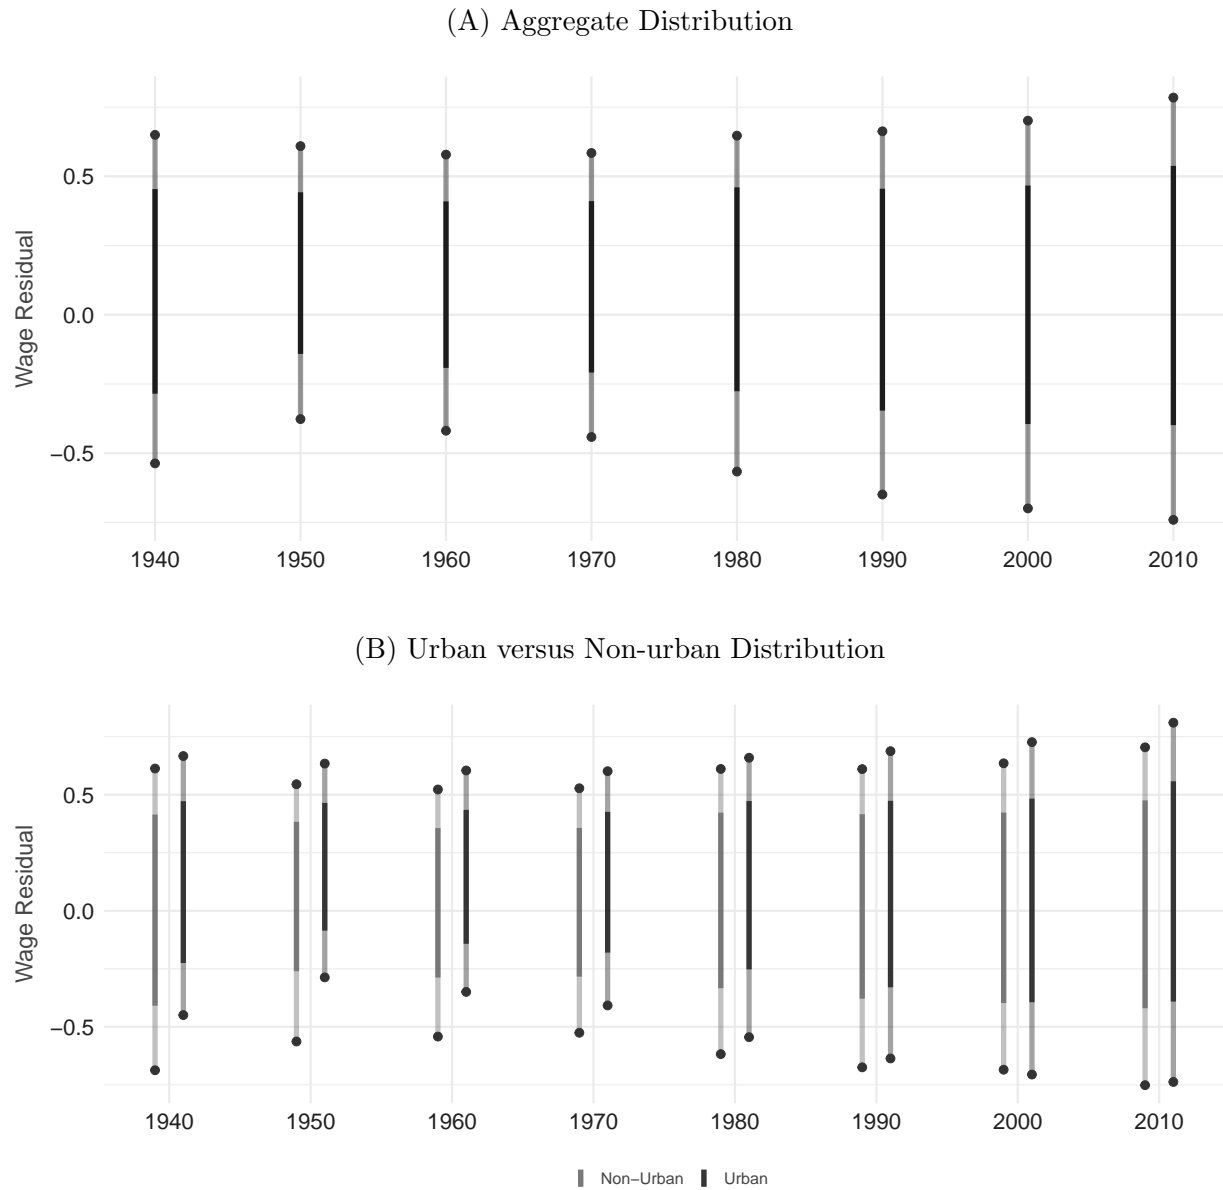 (A) Aggregate Distribution
Wage Residual
0.5
0.0
−0.5
1940 1950 1960 1970 1980 1990 2000 2010
(B) Urban versus Non-urban Distribution
Wage Residual
0.5
0.0
−0.5
1940 1950 1960 1970 1980 1990 2000 2010
Non−Urban Urban